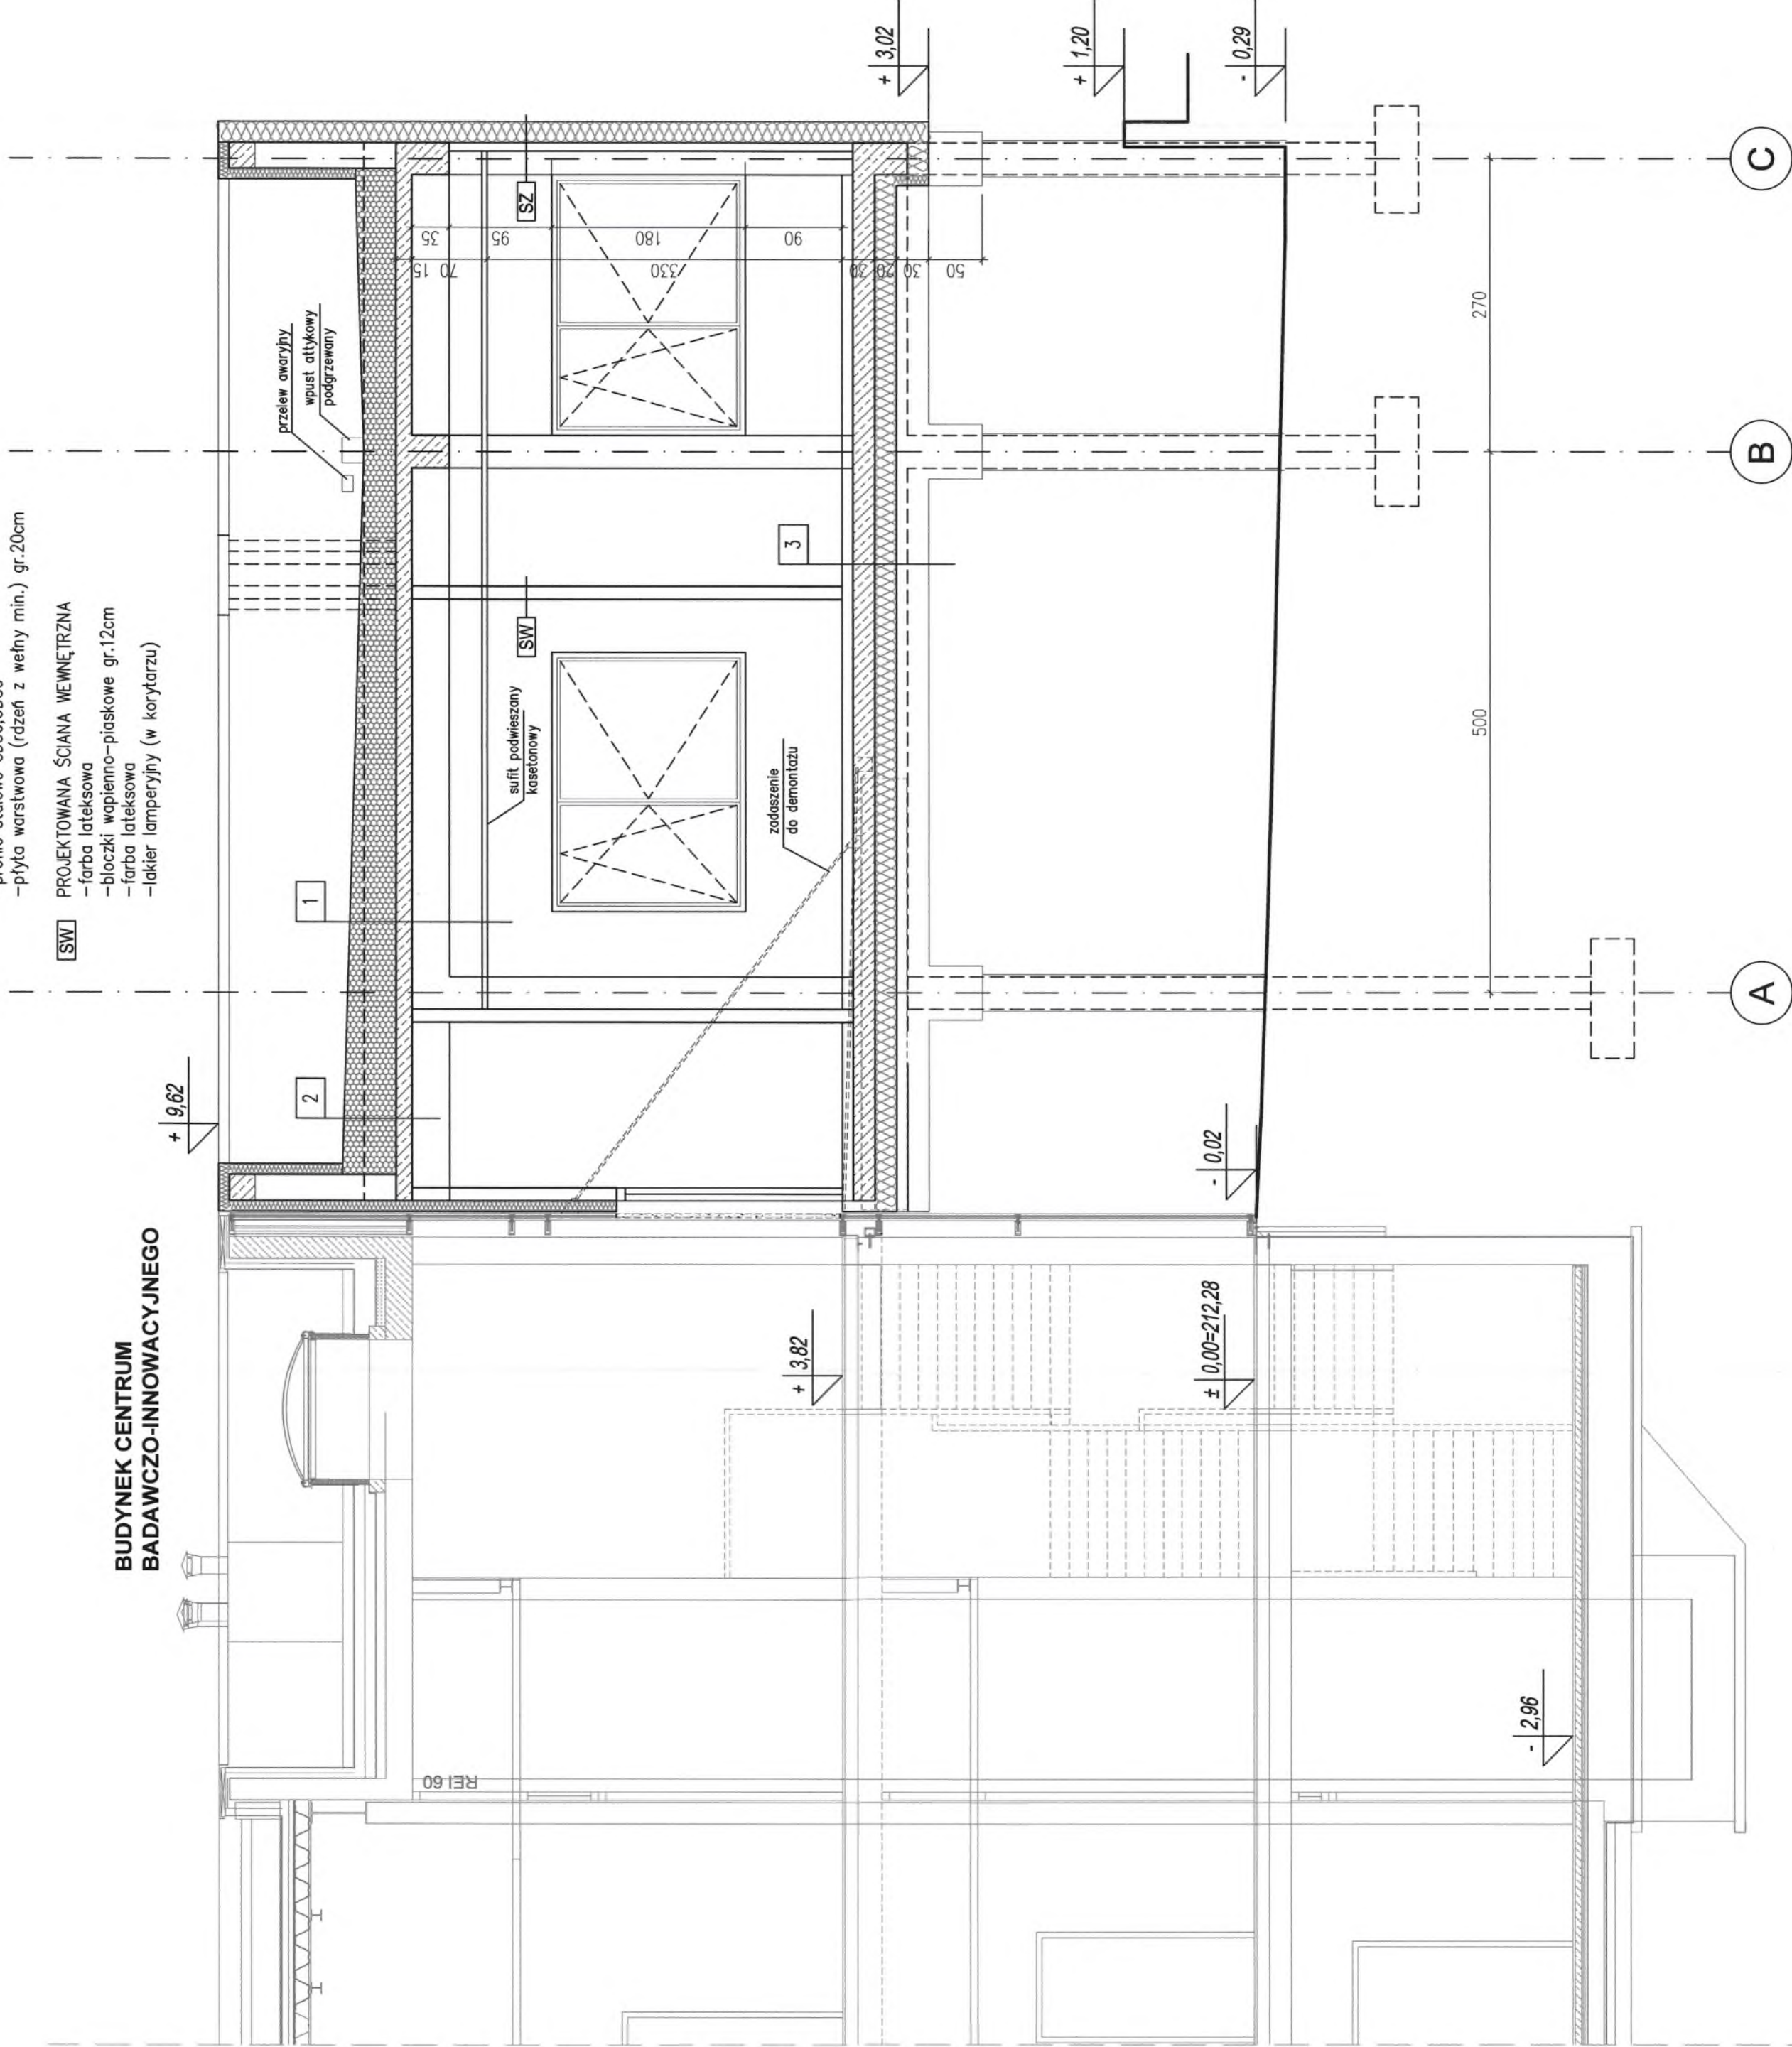 -płyta warstwowa (rdzeń z wełny min.) gr.20cm
SW
PROJEKTOWANA ŚCIANA WEWNĘTRZNA
-farba lateksowa
-bloczki wapienno-piaskowe gr.12cm
-farba lateksowa
-lakier lamperyjny (w korytarzu)
BUDYNEK CENTRUM
BADAWCZO-INNOWACYJNEGO
+ 9,62
2
1
przelew awaryjny
wpust attykowy
podgrzewany
sufit podwieszany
kasetonowy
SW
SZ
zadaszenie
do demontażu
3
35
95
180
90
15
70
330
30
20
30
50
+ 3,02
+ 1,20
- 0,29
+ 3,82
± 0,00=212,28
- 0,02
- 2,96
REI 60
500
270
A
B
C